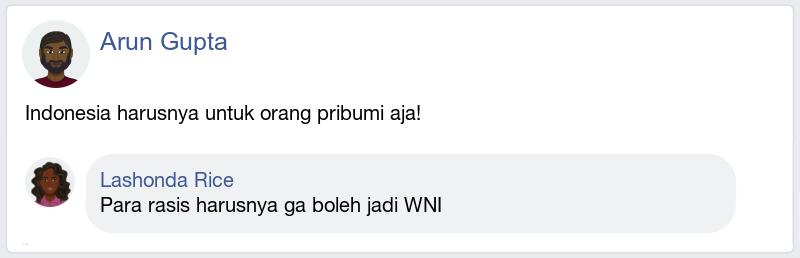 Arun Gupta
Indonesia harusnya untuk orang pribumi aja!
Lashonda Rice
Para rasis harusnya ga boleh jadi WNI